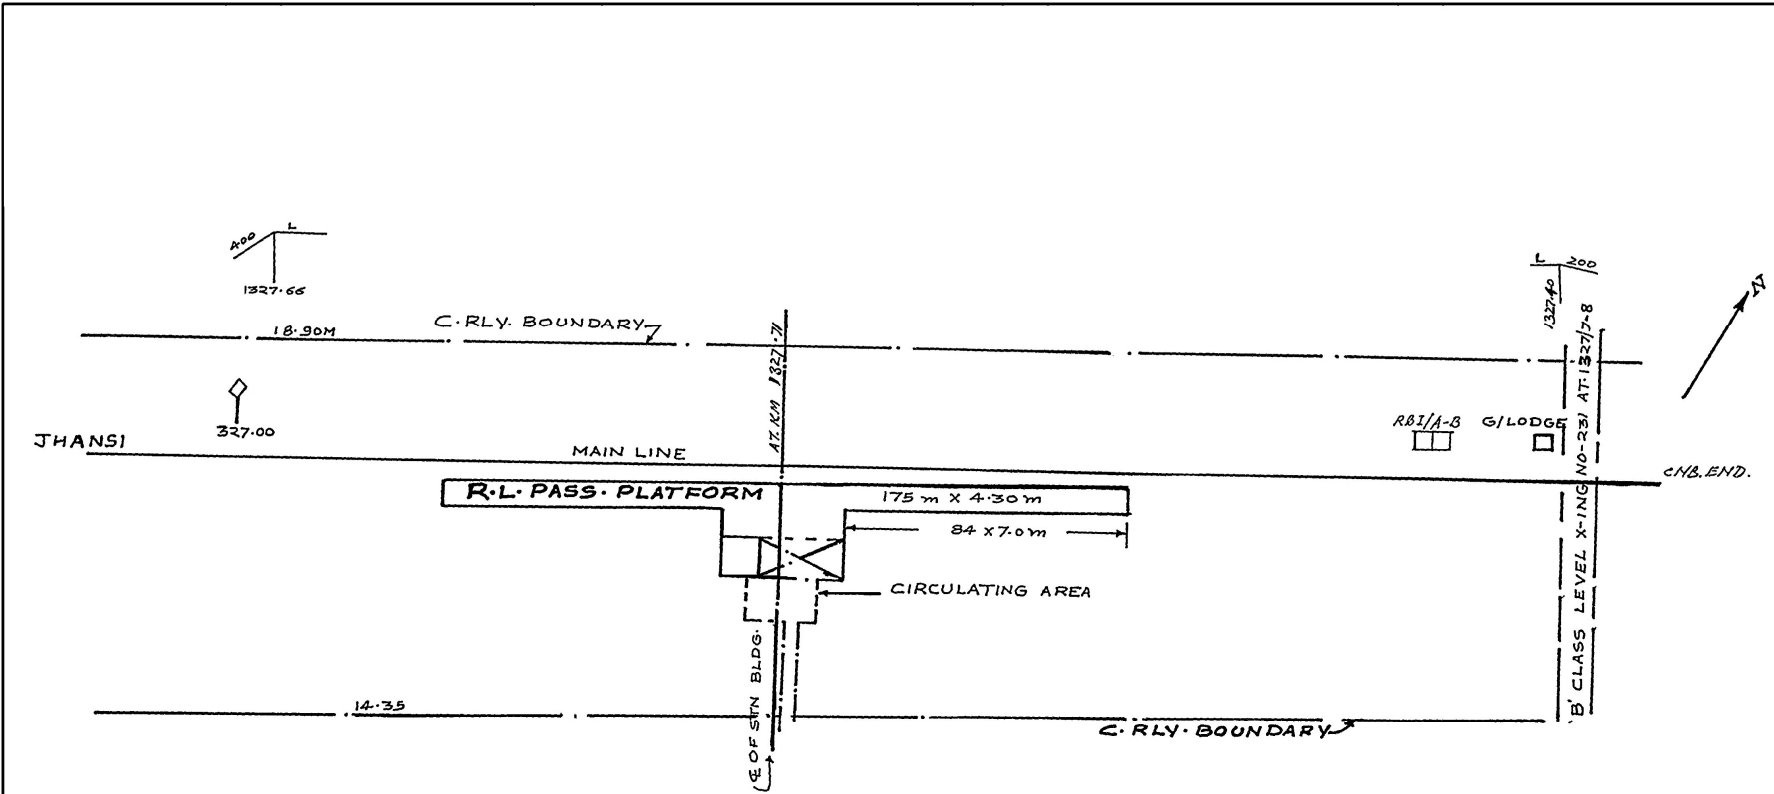 400 L
1327.66
L 200
1327.40
N
18.90M
C.RLY. BOUNDARY
AT. KM 1327.71
327.00
JHANSI
MAIN LINE
RBI/A-B
G/LODGE
CNB.END.
R.L. PASS. PLATFORM
175 m X 4.30 m
84 X 7.0 m
CIRCULATING AREA
'B' CLASS LEVEL X-ING NO-231 AT.1327/7-8
14.35
C.RLY. BOUNDARY
℄ OF STN BLDG.